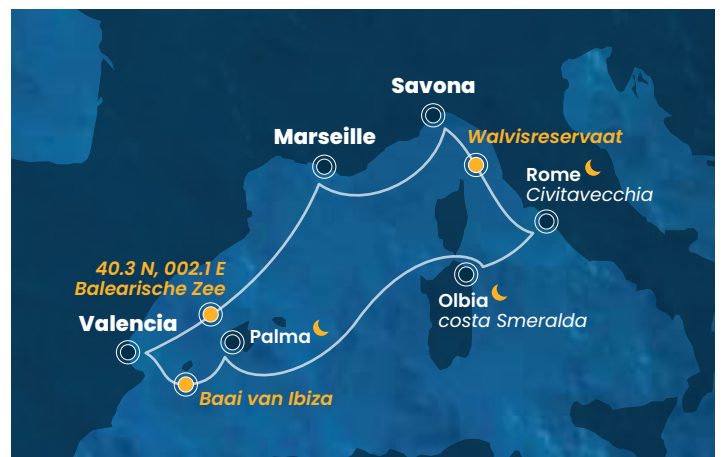 Savona
Marseille
Walvisreservaat
Rome
Civitavecchia
40.3 N, 002.1 E
Balearische Zee
Olbia
costa Smeralda
Valencia
Palma
Baai van Ibiza